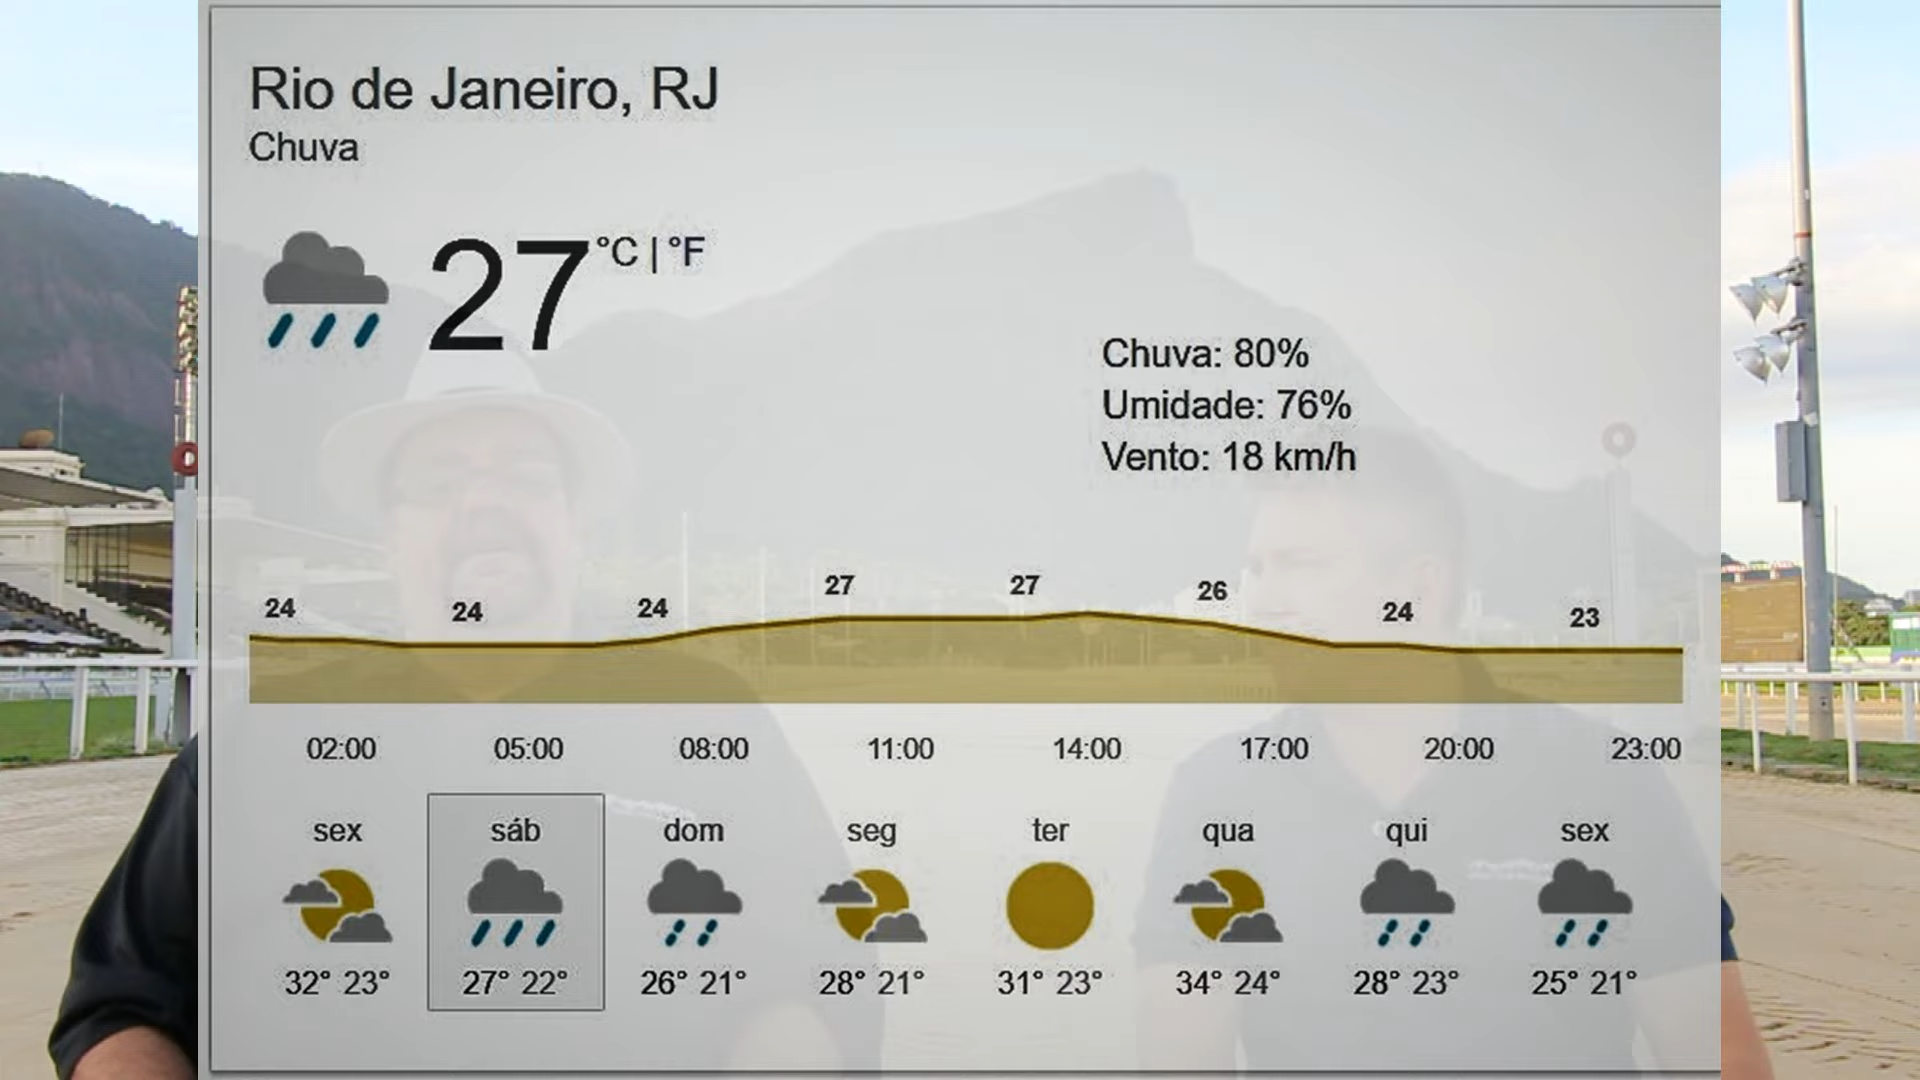 Rio de Janeiro, RJ
Chuva
27 °C | °F
Chuva: 80%
Umidade: 76%
Vento: 18 km/h
24 24 24 27 27 26 24 23
02:00 05:00 08:00 11:00 14:00 17:00 20:00 23:00
sex sáb dom seg ter qua qui sex
32° 23° 27° 22° 26° 21° 28° 21° 31° 23° 34° 24° 28° 23° 25° 21°